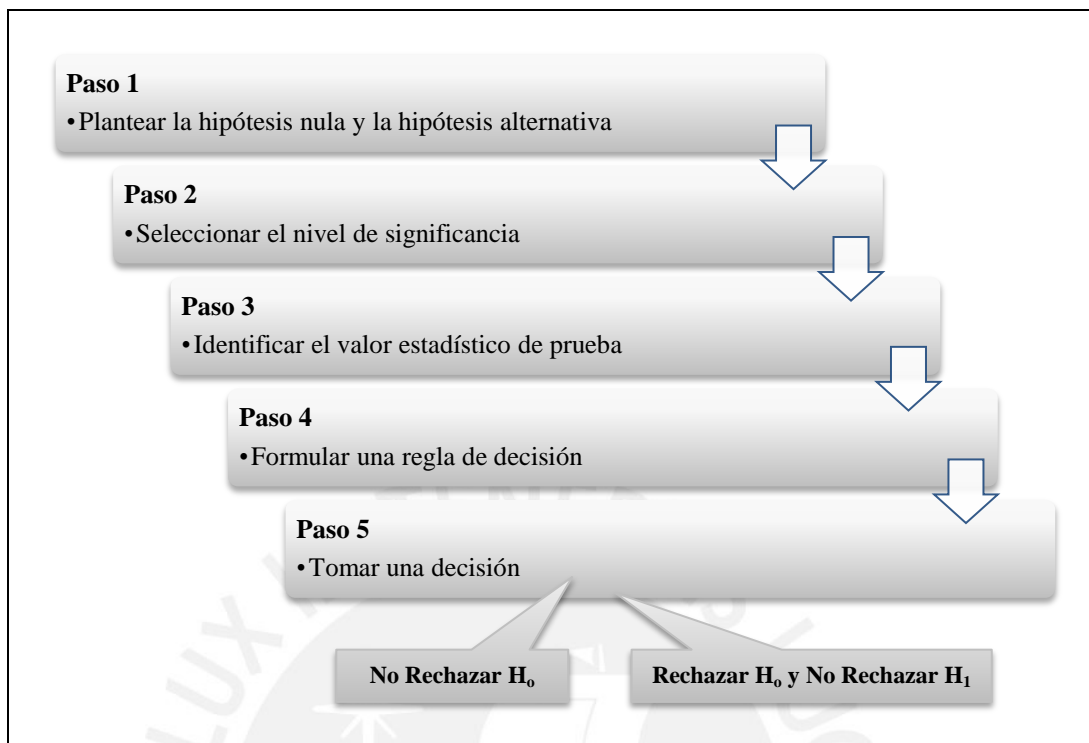 Paso 1
•Plantear la hipótesis nula y la hipótesis alternativa
Paso 2
•Seleccionar el nivel de significancia
Paso 3
•Identificar el valor estadístico de prueba
Paso 4
•Formular una regla de decisión
Paso 5
•Tomar una decisión
No Rechazar Ho
Rechazar Ho y No Rechazar H1